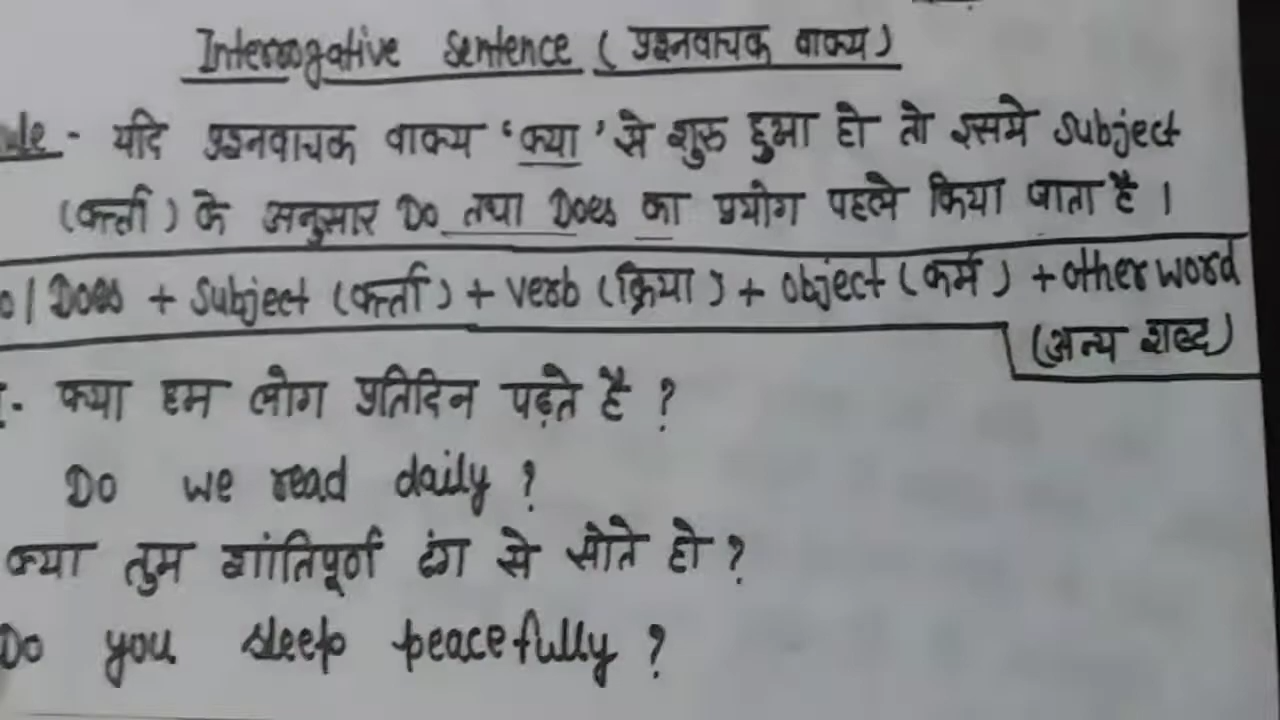 Interrogative Sentence (प्रश्नवाचक वाक्य)
यदि प्रश्नवाचक वाक्य 'क्या' से शुरू हुआ हो तो इसमे Subject
(कर्त्ता) के अनुसार Do तथा Does का प्रयोग पहले किया जाता है ।
Does + Subject (कर्त्ता) + verb (क्रिया) + object (कर्म) + other word
(अन्य शब्द)
क्या हम लोग प्रतिदिन पढ़ते है ?
Do we read daily ?
क्या तुम शांतिपूर्ण ढंग से सोते हो ?
Do you sleep peacefully ?